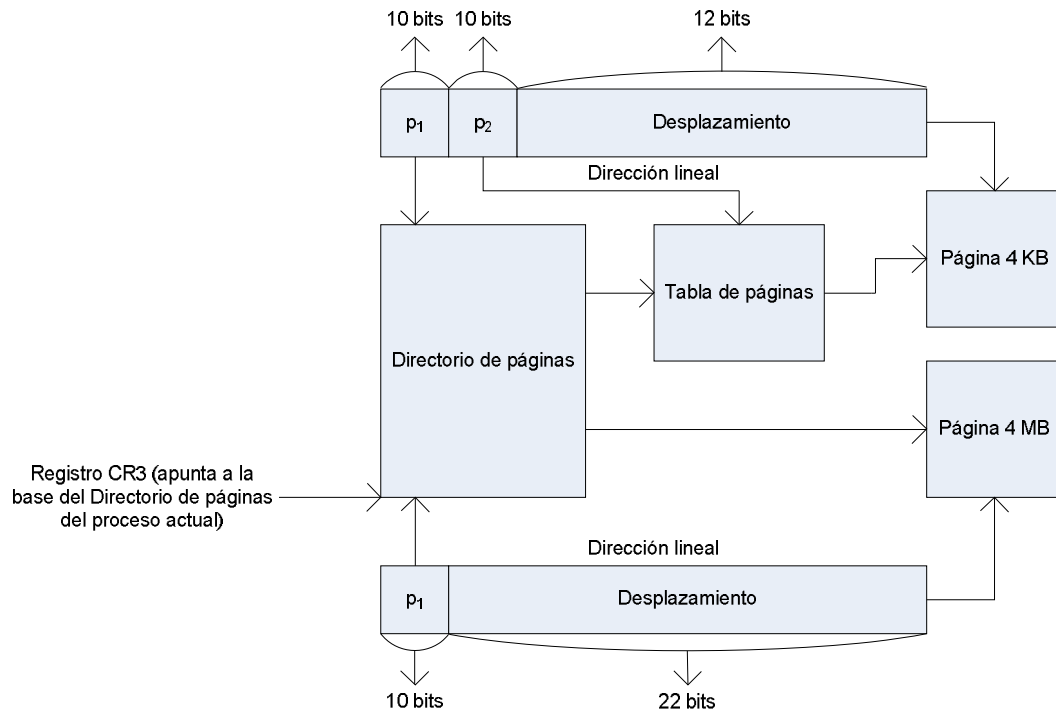 10 bits
10 bits
12 bits
p1
p2
Desplazamiento
Dirección lineal
Directorio de páginas
Tabla de páginas
Página 4 KB
Página 4 MB
Registro CR3 (apunta a la
base del Directorio de páginas
del proceso actual)
Dirección lineal
p1
Desplazamiento
10 bits
22 bits